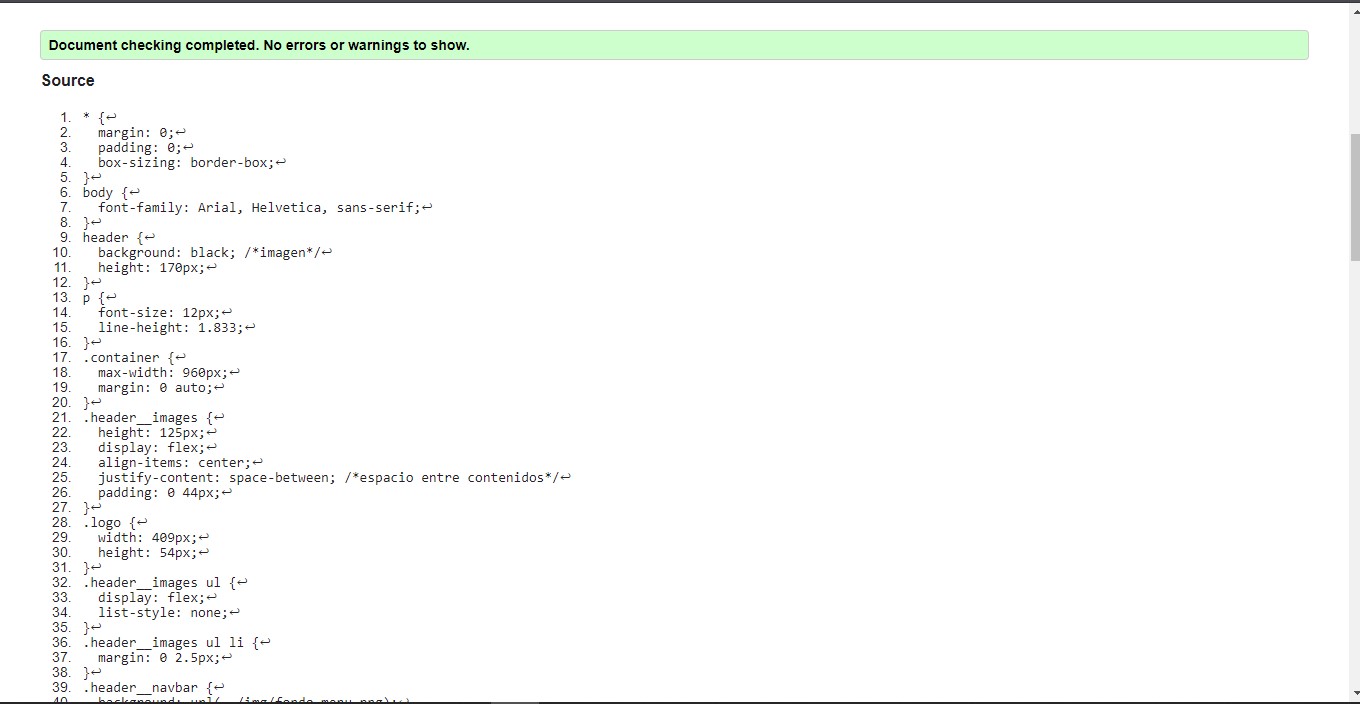 Document checking completed. No errors or warnings to show.
Source
1. * {↩
2. margin: 0;↩
3. padding: 0;↩
4. box-sizing: border-box;↩
5. }↩
6. body {↩
7. font-family: Arial, Helvetica, sans-serif;↩
8. }↩
9. header {↩
10. background: black; /*imagen*/↩
11. height: 170px;↩
12. }↩
13. p {↩
14. font-size: 12px;↩
15. line-height: 1.833;↩
16. }↩
17. .container {↩
18. max-width: 960px;↩
19. margin: 0 auto;↩
20. }↩
21. .header__images {↩
22. height: 125px;↩
23. display: flex;↩
24. align-items: center;↩
25. justify-content: space-between; /*espacio entre contenidos*/↩
26. padding: 0 44px;↩
27. }↩
28. .logo {↩
29. width: 409px;↩
30. height: 54px;↩
31. }↩
32. .header__images ul {↩
33. display: flex;↩
34. list-style: none;↩
35. }↩
36. .header__images ul li {↩
37. margin: 0 2.5px;↩
38. }↩
39. .header__navbar {↩
40. background: